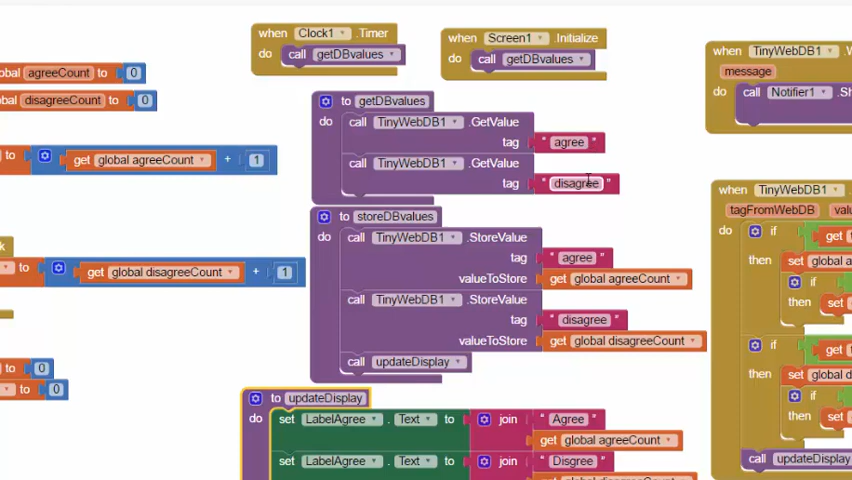 when Clock1 .Timer
do call getDBvalues
when Screen1 .Initialize
do call getDBvalues
when TinyWebDB1
message
do call Notifier1
obal agreeCount to 0
obal disagreeCount to 0
to getDBvalues
do call TinyWebDB1 .GetValue
tag " agree "
call TinyWebDB1 .GetValue
tag " disagree "
to get global agreeCount + 1
to storeDBvalues
do call TinyWebDB1 .StoreValue
tag " agree "
valueToStore get global agreeCount
call TinyWebDB1 .StoreValue
tag " disagree "
valueToStore get global disagreeCount
call updateDisplay
to get global disagreeCount + 1
to 0
to 0
to updateDisplay
do set LabelAgree . Text to join " Agree "
get global agreeCount
set LabelAgree . Text to join " Disgree "
when TinyWebDB1
tagFromWebDB
do if get
then set global a
if
then set
if get
then set global d
if
then set
call updateDisplay